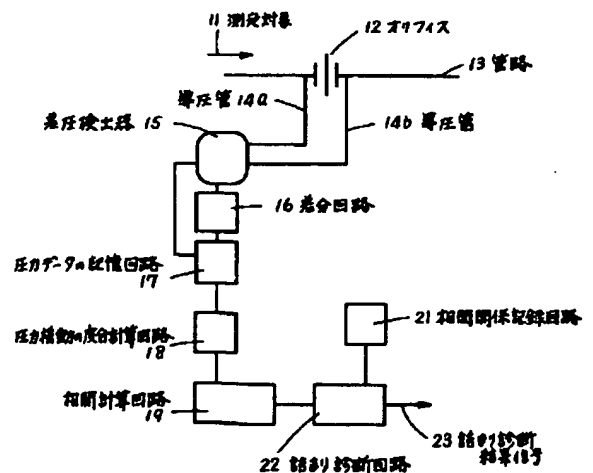 11 測定対象
12 オリフィス
13 管路
導圧管 14a
14b 導圧管
差圧検出器 15
16 差分回路
圧力データの記憶回路
17
圧力揺動の度分計算回路
18
21 相関関係記録回路
相関計算回路
19
22 詰まり診断回路
23 詰まり診断
結果信号